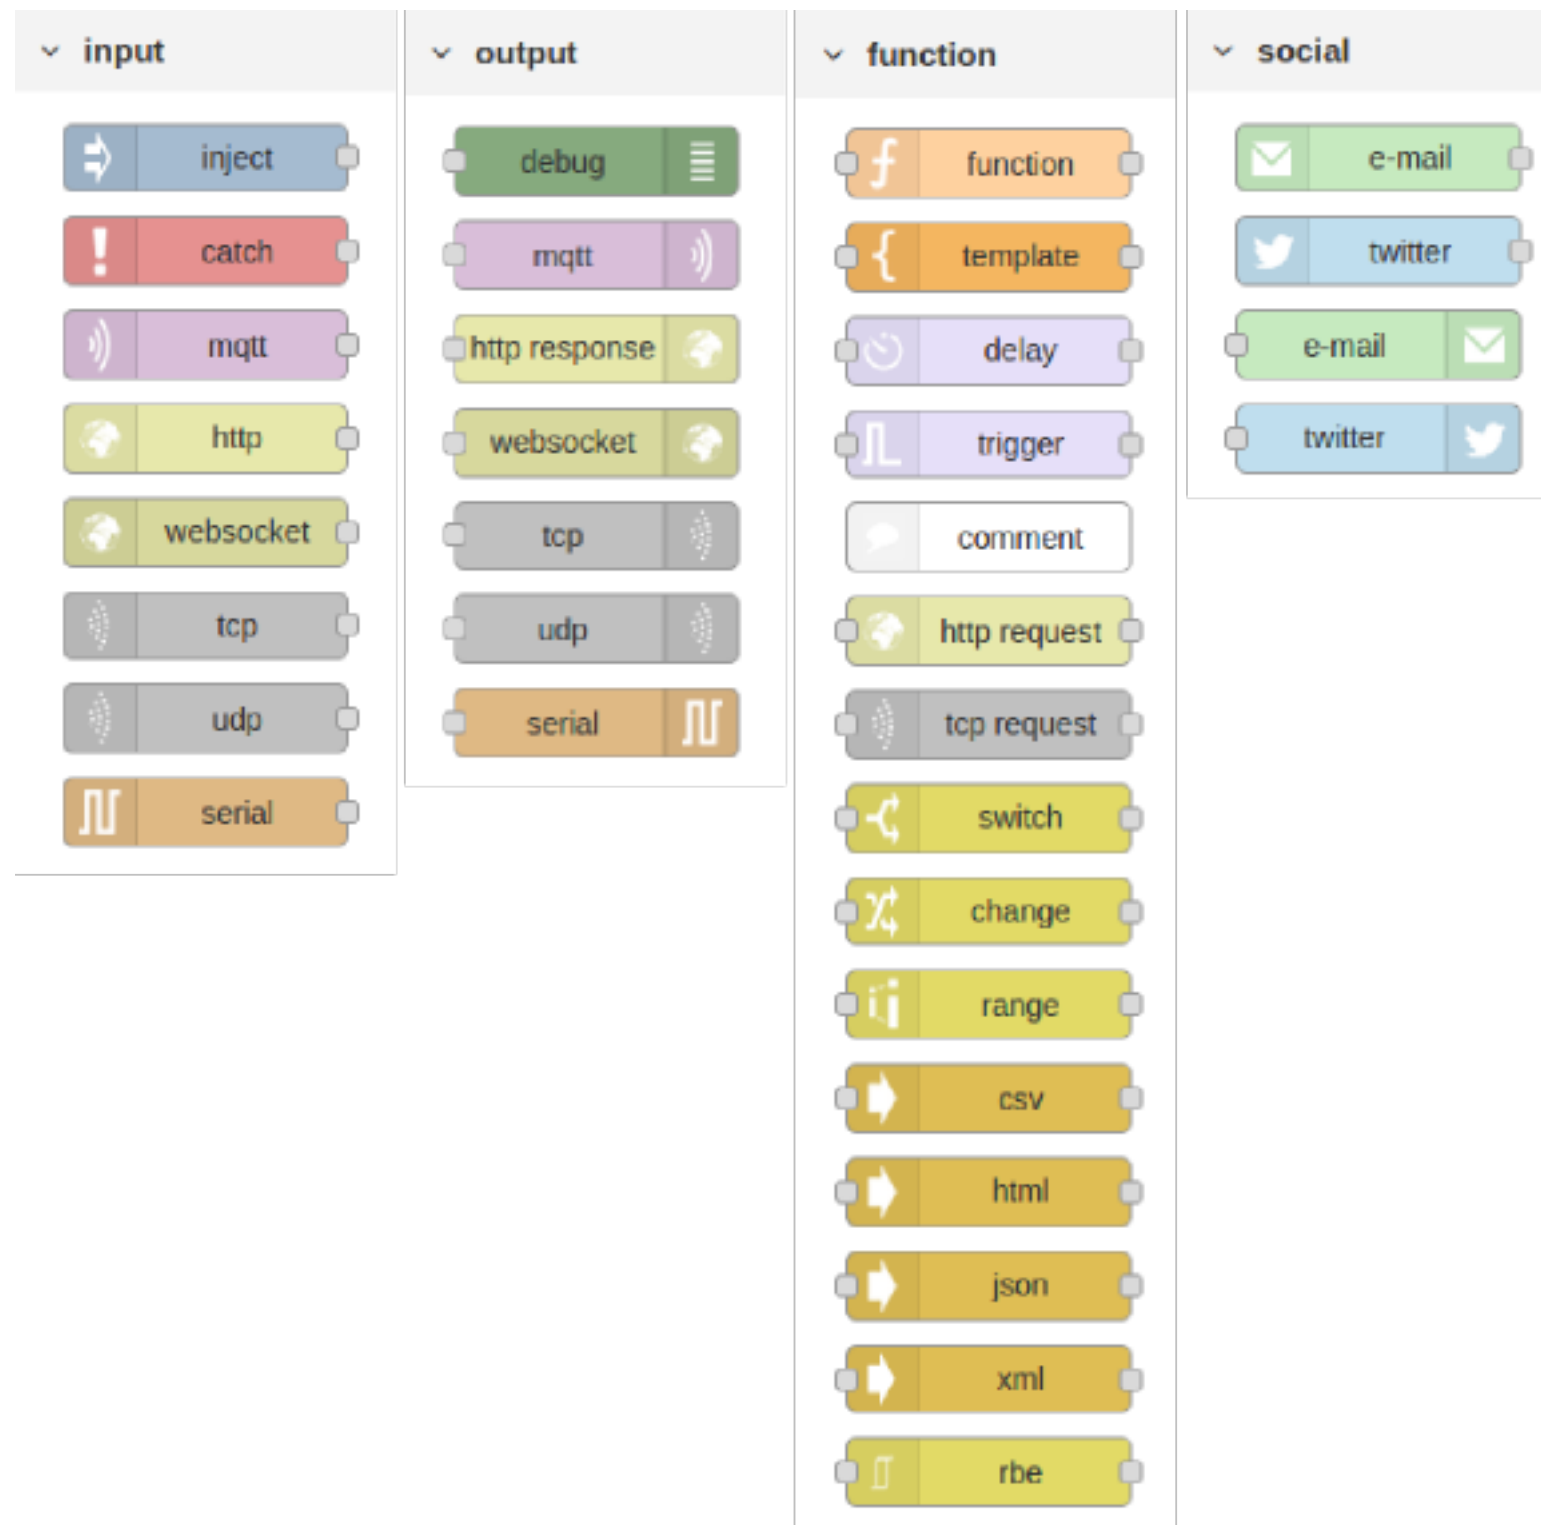 input
inject
catch
mqtt
http
websocket
tcp
udp
serial
output
debug
mqtt
http response
websocket
tcp
udp
serial
function
function
template
delay
trigger
comment
http request
tcp request
switch
change
range
csv
html
json
xml
rbe
social
e-mail
twitter
e-mail
twitter